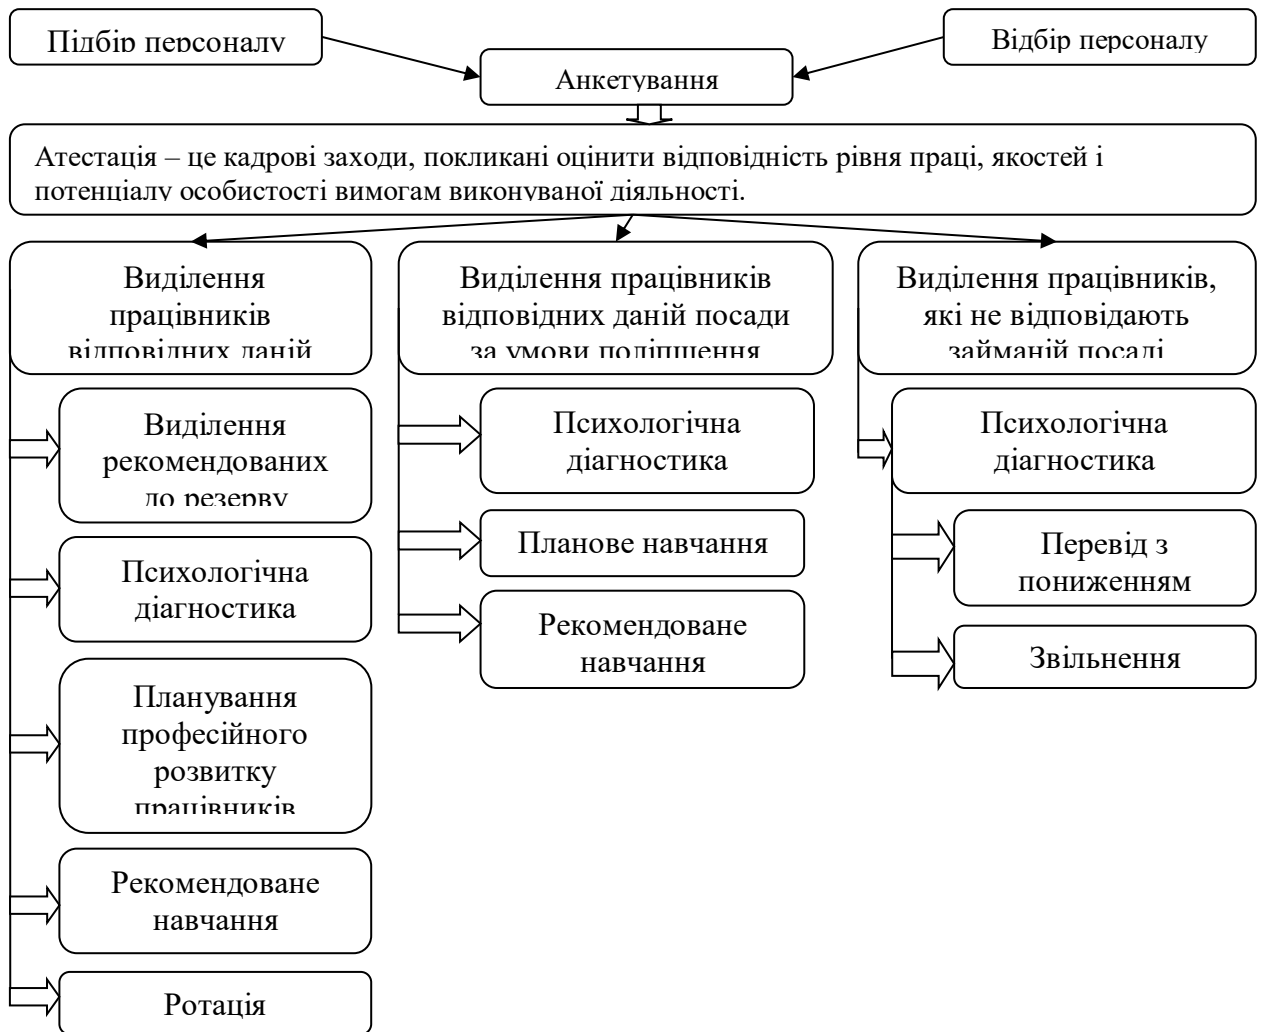 Підбір персоналу
Відбір персоналу
Анкетування
Атестація – це кадрові заходи, покликані оцінити відповідність рівня праці, якостей і
потенціалу особистості вимогам виконуваної діяльності.
Виділення
працівників
відповідних даній
Виділення
рекомендованих
до резерву
Психологічна
діагностика
Планування
професійного
розвитку
працівників
Рекомендоване
навчання
Ротація
Виділення працівників
відповідних даній посади
за умови поліпшення
Психологічна
діагностика
Планове навчання
Рекомендоване
навчання
Виділення працівників,
які не відповідають
займаній посаді
Психологічна
діагностика
Перевід з
пониженням
Звільнення